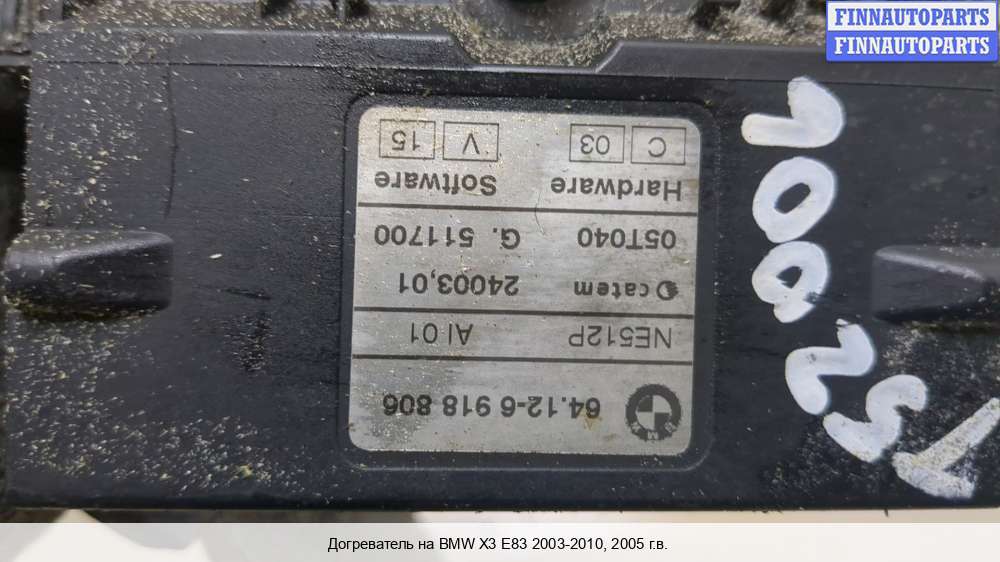 FINNAUTOPARTS
FINNAUTOPARTS
64.12-6 918 806
BMW
NE512P AI 01
catem 24003,01
05T040 G. 511700
Hardware Software
C 03 V 15
Догреватель на BMW X3 E83 2003-2010, 2005 г.в.